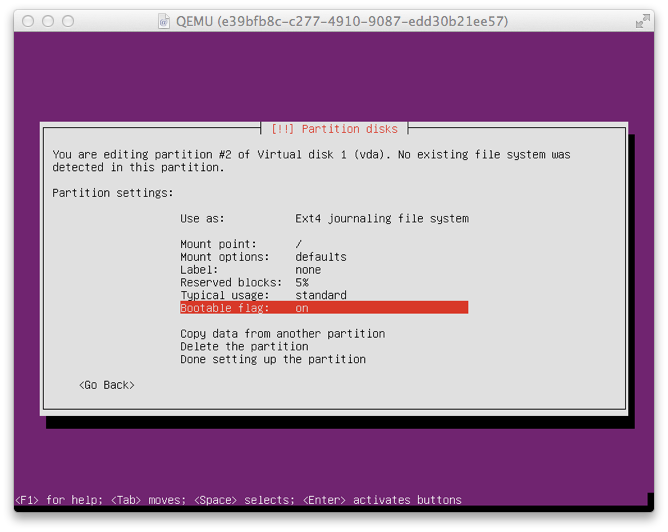 QEMU (e39bfb8c-c277-4910-9087-edd30b21ee57)
[!!] Partition disks
You are editing partition #2 of Virtual disk 1 (vda). No existing file system was
detected in this partition.
Partition settings:
Use as: Ext4 journaling file system
Mount point: /
Mount options: defaults
Label: none
Reserved blocks: 5%
Typical usage: standard
Bootable flag: on
Copy data from another partition
Delete the partition
Done setting up the partition
<Go Back>
<F1> for help; <Tab> moves; <Space> selects; <Enter> activates buttons